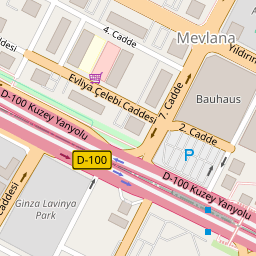 4. Cadde
Mevlana
Yıldırım
Caddesi
Evliya Çelebi Caddesi
7. Cadde
Bauhaus
D-100 Kuzey Yanyolu
2. Cadde
P
D-100
D-100 Kuzey Yanyolu
Caddesi
Ginza Lavinya
Park